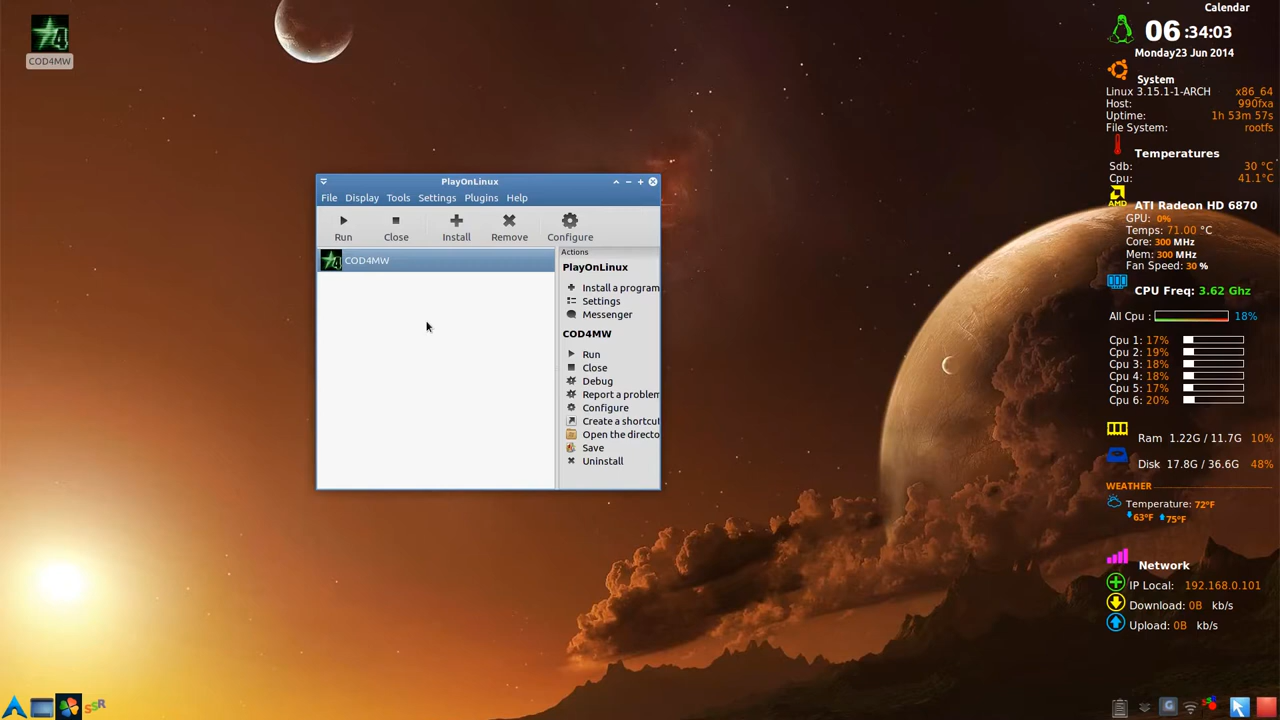 COD4MW
PlayOnLinux
File Display Tools Settings Plugins Help
Run Close Install Remove Configure
COD4MW
Actions
PlayOnLinux
Install a program
Settings
Messenger
COD4MW
Run
Close
Debug
Report a problem
Configure
Create a shortcut
Open the directo
Save
Uninstall
Calendar
06 :34:03
Monday23 Jun 2014
System
Linux 3.15.1-1-ARCH x86_64
Host: 990fxa
Uptime: 1h 53m 57s
File System: rootfs
Temperatures
Sdb: 30 °C
Cpu: 41.1°C
AMD
ATI Radeon HD 6870
GPU: 0%
Temps: 71.00 °C
Core: 300 MHz
Mem: 300 MHz
Fan Speed: 30 %
CPU Freq: 3.62 Ghz
All Cpu : 18%
Cpu 1: 17%
Cpu 2: 19%
Cpu 3: 18%
Cpu 4: 18%
Cpu 5: 17%
Cpu 6: 20%
Ram 1.22G / 11.7G 10%
Disk 17.8G / 36.6G 48%
WEATHER
Temperature: 72°F
63°F 75°F
Network
IP Local: 192.168.0.101
Download: 0B kb/s
Upload: 0B kb/s
SSR